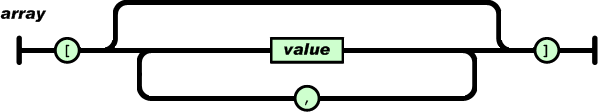 array
[ value ]
,